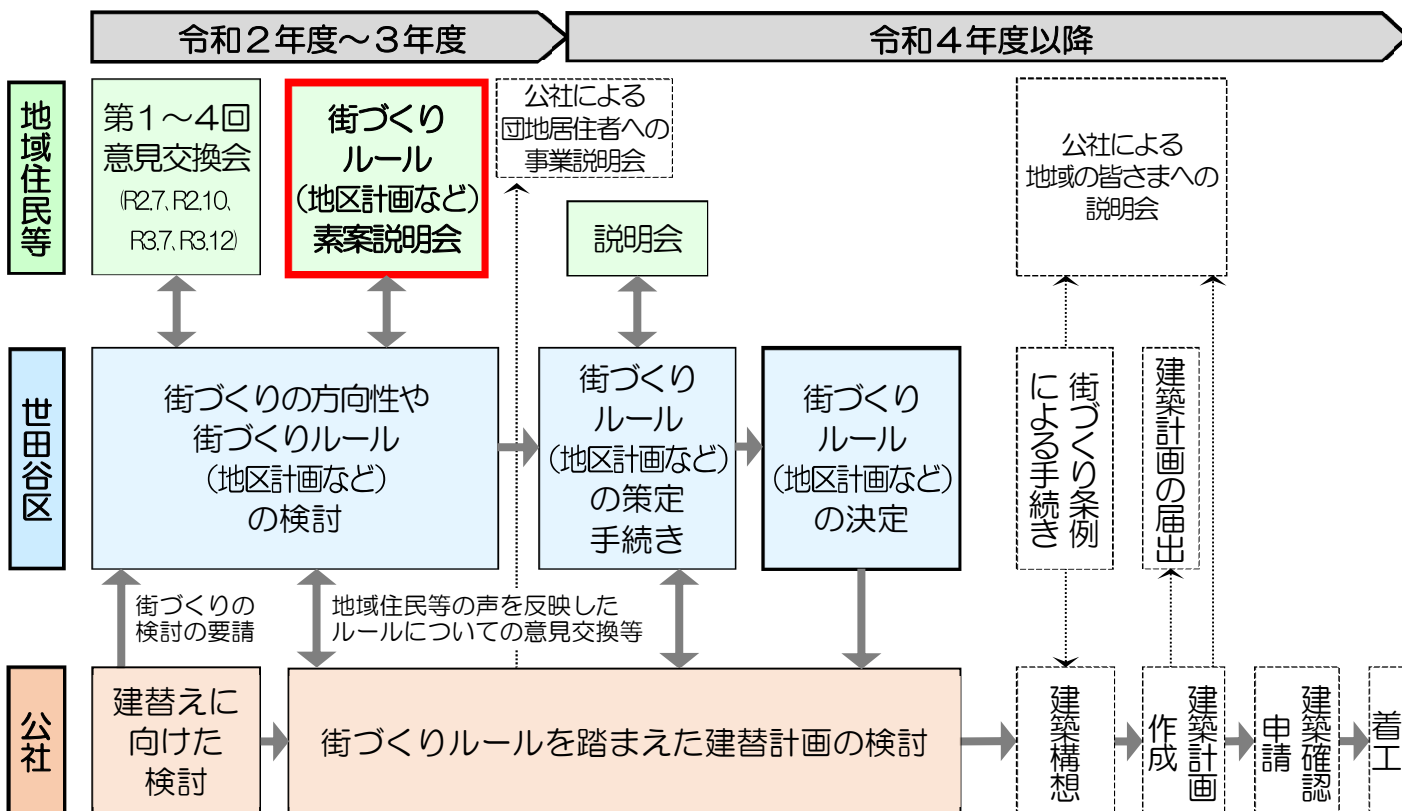 令和２年度～３年度
令和４年度以降
地域住民等
第１～４回
意見交換会
(R2.7、R2.10、
R3.7、R3.12)
街づくり
ルール
（地区計画など）
素案説明会
公社による
団地居住者への
事業説明会
説明会
公社による
地域の皆さまへの
説明会
世田谷区
街づくりの方向性や
街づくりルール
（地区計画など）
の検討
街づくり
ルール
（地区計画など）
の策定
手続き
街づくり
ルール
（地区計画など）
の決定
街づくり条例
による手続き
建築計画の届出
街づくりの
検討の要請
地域住民等の声を反映した
ルールについての意見交換等
公社
建替えに
向けた
検討
街づくりルールを踏まえた建替計画の検討
建築構想
建築計画
作成
建築確認
申請
着工